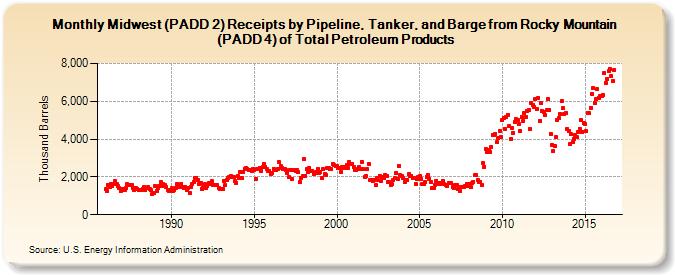 Monthly Midwest (PADD 2) Receipts by Pipeline, Tanker, and Barge from Rocky Mountain
(PADD 4) of Total Petroleum Products
Thousand Barrels
8,000
6,000
4,000
2,000
0
1990 1995 2000 2005 2010 2015
Source: U.S. Energy Information Administration